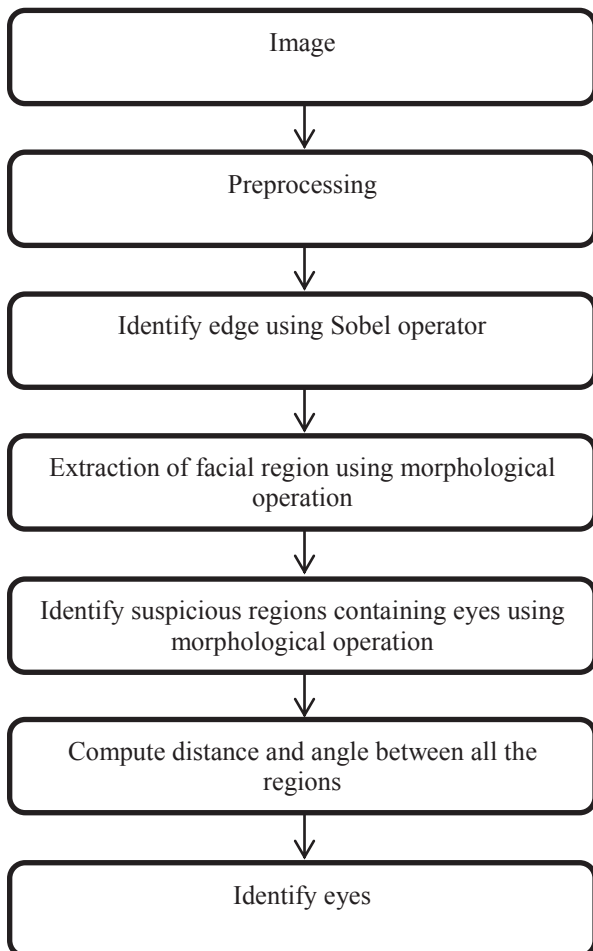 Image
Preprocessing
Identify edge using Sobel operator
Extraction of facial region using morphological
operation
Identify suspicious regions containing eyes using
morphological operation
Compute distance and angle between all the
regions
Identify eyes